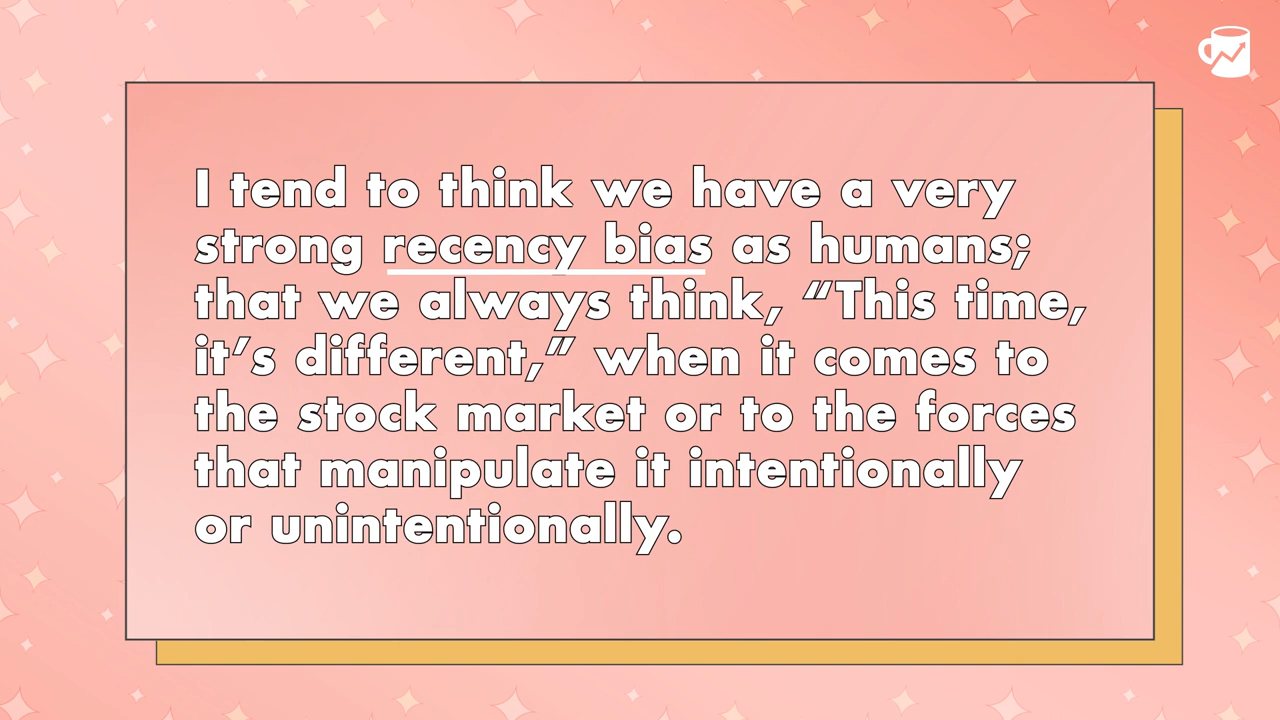 I tend to think we have a very
strong recency bias as humans;
that we always think, “This time,
it’s different,” when it comes to
the stock market or to the forces
that manipulate it intentionally
or unintentionally.